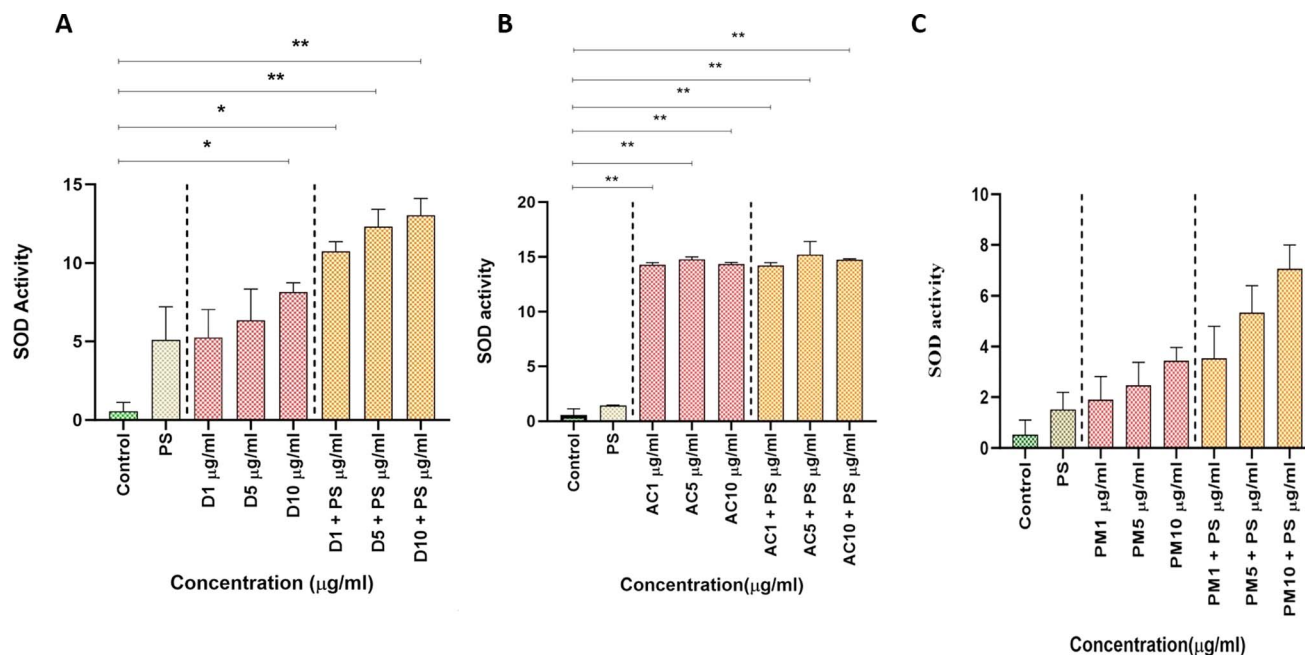 A
**
**
*
*
SOD Activity
15
10
5
0
Control
PS
D1 µg/ml
D5 µg/ml
D10 µg/ml
D1 + PS µg/ml
D5 + PS µg/ml
D10 + PS µg/ml
Concentration (µg/ml)
B
**
**
**
**
**
**
SOD activity
20
15
10
5
0
Control
PS
AC1 µg/ml
AC5 µg/ml
AC10 µg/ml
AC1 + PS µg/ml
AC5 + PS µg/ml
AC10 + PS µg/ml
Concentration(µg/ml)
C
SOD activity
10
8
6
4
2
0
Control
PS
PM1 µg/ml
PM5 µg/ml
PM10 µg/ml
PM1 + PS µg/ml
PM5 + PS µg/ml
PM10 + PS µg/ml
Concentration(µg/ml)